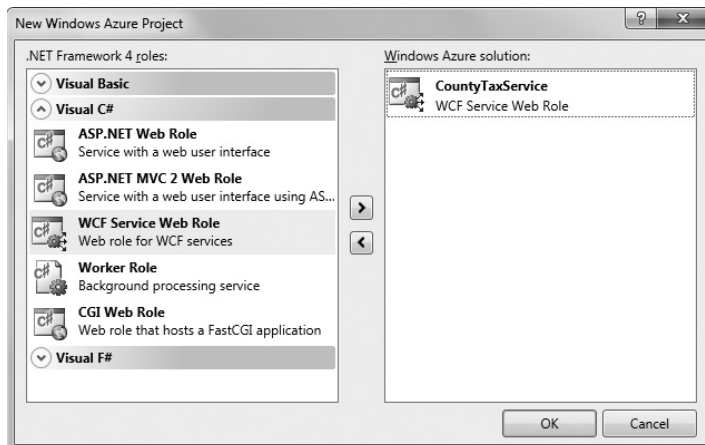 New Windows Azure Project
?
X
.NET Framework 4 roles:
Visual Basic
Visual C#
C#
ASP.NET Web Role
Service with a web user interface
C#
ASP.NET MVC 2 Web Role
Service with a web user interface using AS...
C#
WCF Service Web Role
Web role for WCF services
C#
Worker Role
Background processing service
C#
CGI Web Role
Web role that hosts a FastCGI application
Visual F#
>
<
Windows Azure solution:
C#
CountyTaxService
WCF Service Web Role
OK
Cancel